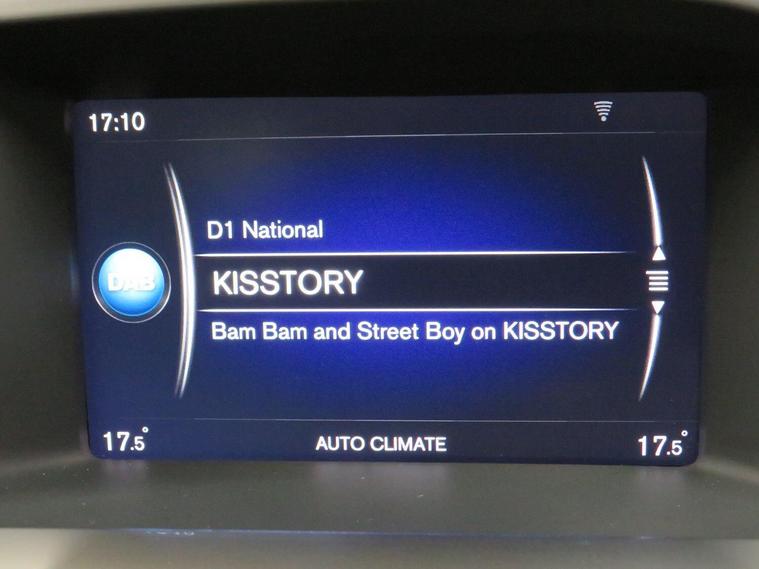 17:10
D1 National
DAB
KISSTORY
Bam Bam and Street Boy on KISSTORY
17.5°
AUTO CLIMATE
17.5°